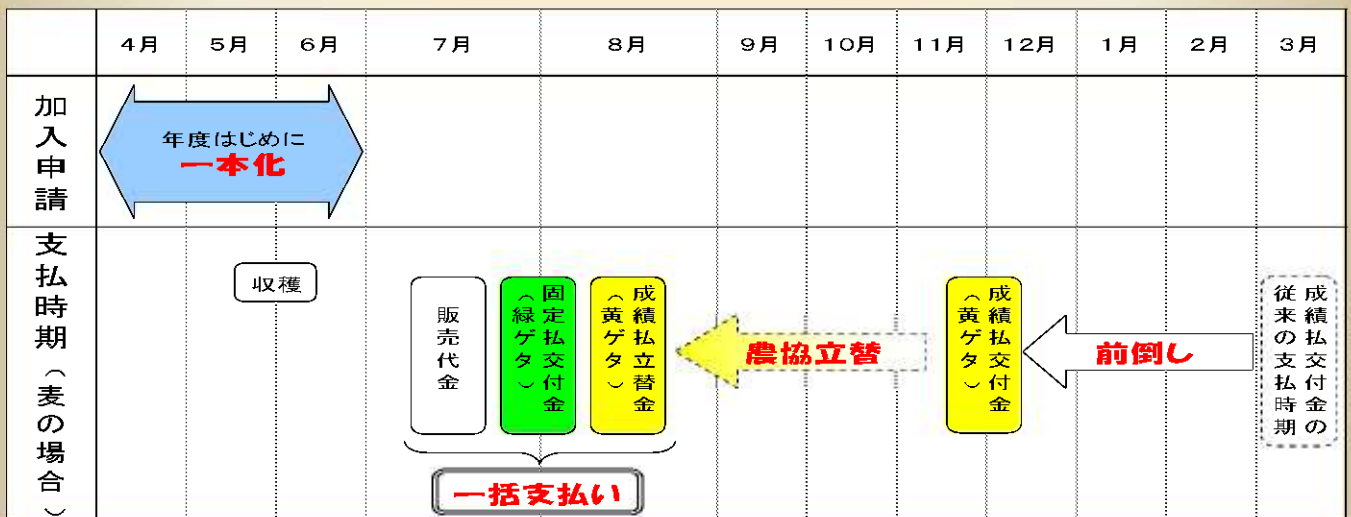 4月 5月 6月 7月 8月 9月 10月 11月 12月 1月 2月 3月
加入申請
年度はじめに
一本化
支払時期（麦の場合）
収穫
販売代金
固定払交付金
（緑ゲタ）
成績払立替金
（黄ゲタ）
農協立替
成績払交付金
（黄ゲタ）
前倒し
成績払交付金の
従来の支払時期
一括支払い